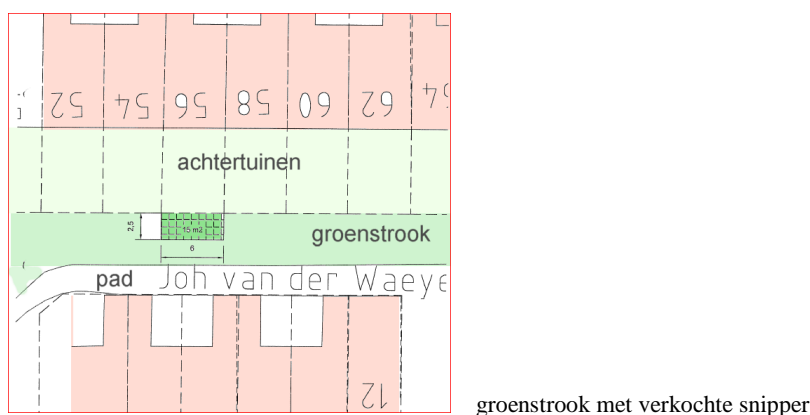 52 54 56 58 60 62
achtertuinen
2,5
15 m2
groenstrook
6
pad Joh van der Waeye
12
groenstrook met verkochte snipper